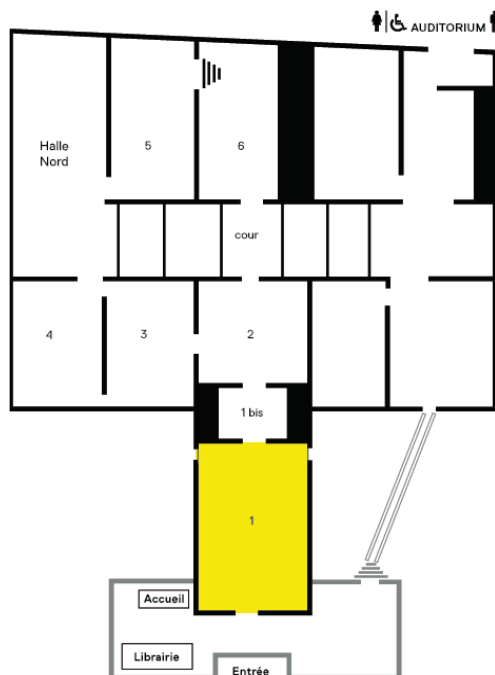 AUDITORIUM
Halle
Nord
5
6
cour
4
3
2
1 bis
1
Accueil
Librairie
Entrée